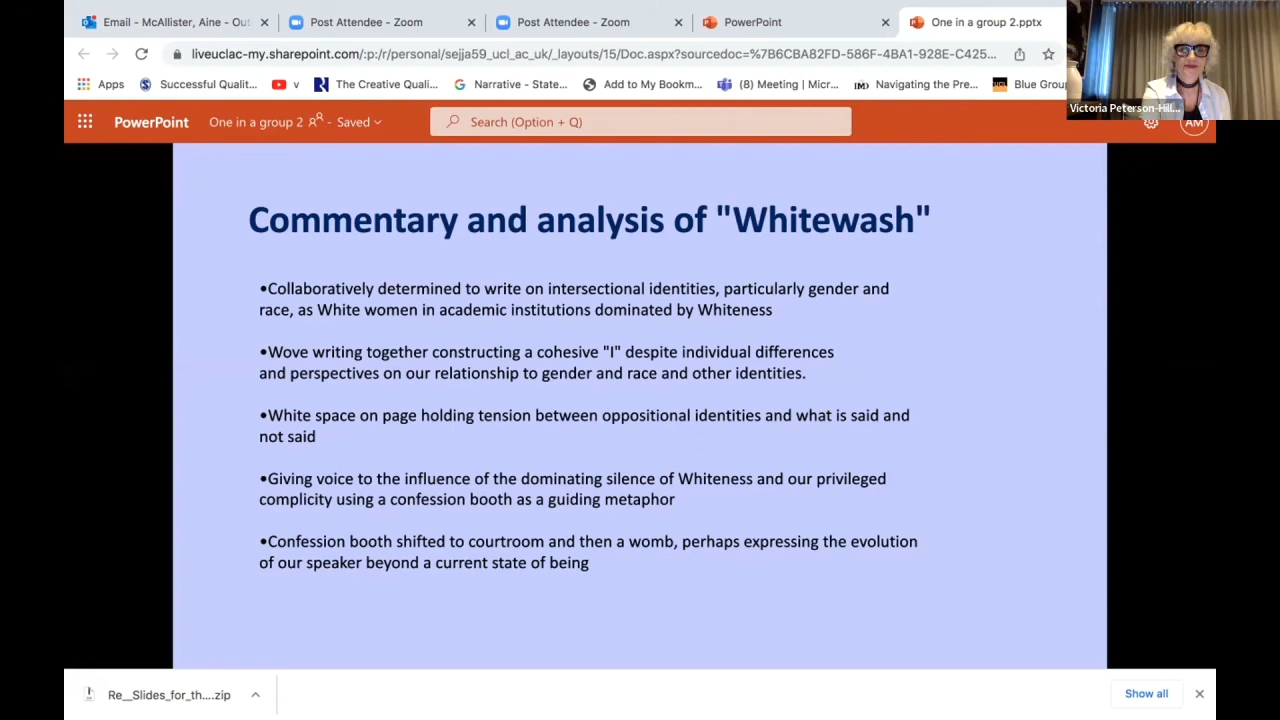 Email - McAllister, Aine - Out
Post Attendee - Zoom
Post Attendee - Zoom
PowerPoint
One in a group 2.pptx
liveuclac-my.sharepoint.com/:p:/r/personal/sejja59_ucl_ac_uk/_layouts/15/Doc.aspx?sourcedoc=%7B6CBA82FD-586F-4BA1-928E-C425...
Apps
Successful Qualit...
The Creative Quali...
Narrative - State...
Add to My Bookm...
(8) Meeting | Micr...
Navigating the Pre...
Blue Grou
Victoria Peterson-Hill...
PowerPoint
One in a group 2 - Saved
Search (Option + Q)
AM
Commentary and analysis of "Whitewash"
•Collaboratively determined to write on intersectional identities, particularly gender and
race, as White women in academic institutions dominated by Whiteness
•Wove writing together constructing a cohesive "I" despite individual differences
and perspectives on our relationship to gender and race and other identities.
•White space on page holding tension between oppositional identities and what is said and
not said
•Giving voice to the influence of the dominating silence of Whiteness and our privileged
complicity using a confession booth as a guiding metaphor
•Confession booth shifted to courtroom and then a womb, perhaps expressing the evolution
of our speaker beyond a current state of being
Re__Slides_for_th....zip
Show all